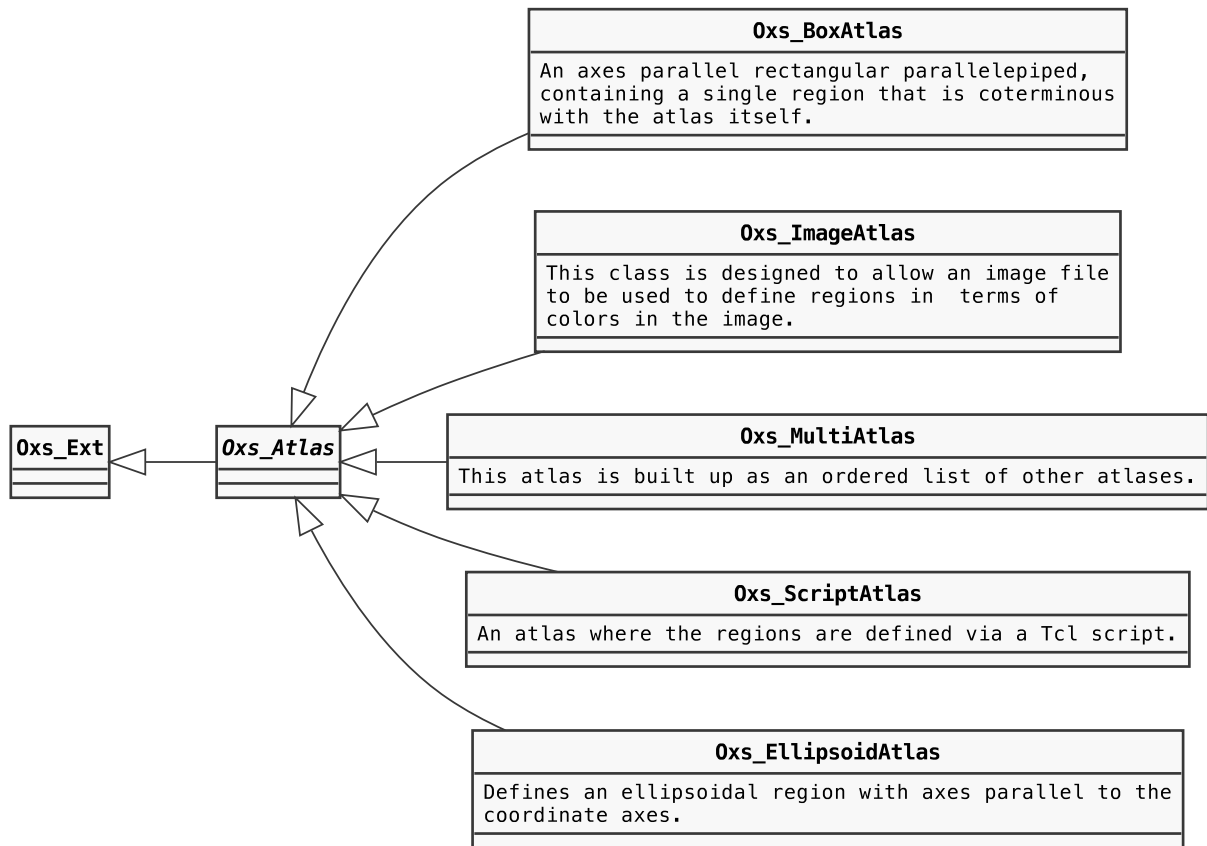 Oxs_BoxAtlas
An axes parallel rectangular parallelepiped,
containing a single region that is coterminous
with the atlas itself.
Oxs_ImageAtlas
This class is designed to allow an image file
to be used to define regions in  terms of
colors in the image.
Oxs_Ext
Oxs_Atlas
Oxs_MultiAtlas
This atlas is built up as an ordered list of other atlases.
Oxs_ScriptAtlas
An atlas where the regions are defined via a Tcl script.
Oxs_EllipsoidAtlas
Defines an ellipsoidal region with axes parallel to the
coordinate axes.